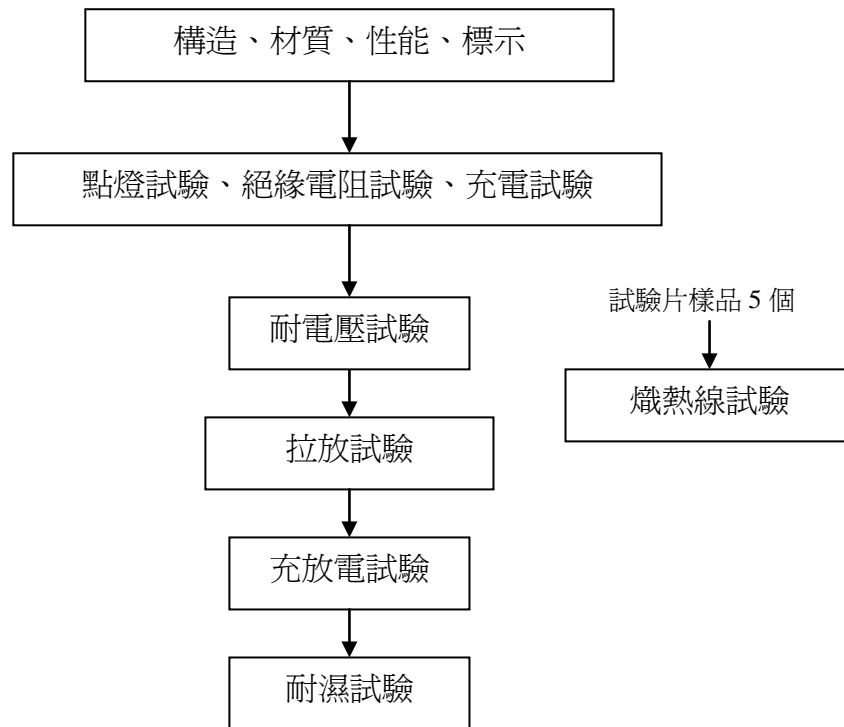 構造、材質、性能、標示
點燈試驗、絕緣電阻試驗、充電試驗
耐電壓試驗
拉放試驗
充放電試驗
耐濕試驗
試驗片樣品 5 個
熾熱線試驗